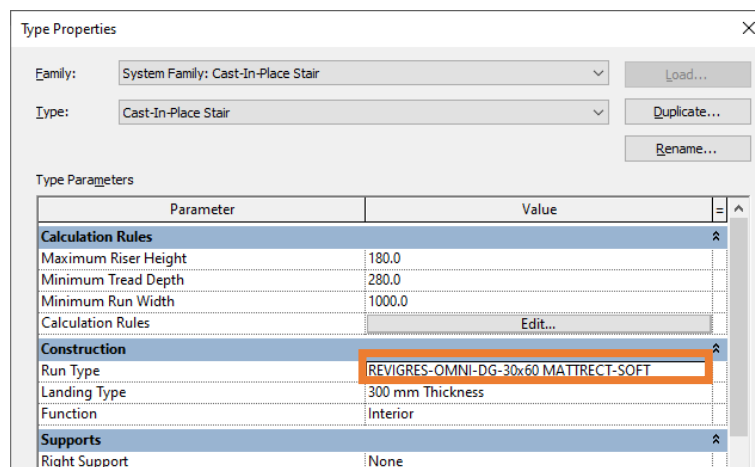 Type Properties
Family: System Family: Cast-In-Place Stair Load...
Type: Cast-In-Place Stair Duplicate...
Rename...
Type Parameters
Parameter Value =
Calculation Rules
Maximum Riser Height 180.0
Minimum Tread Depth 280.0
Minimum Run Width 1000.0
Calculation Rules Edit...
Construction
Run Type REVIGRES-OMNI-DG-30x60 MATTRECT-SOFT
Landing Type 300 mm Thickness
Function Interior
Supports
Right Support None